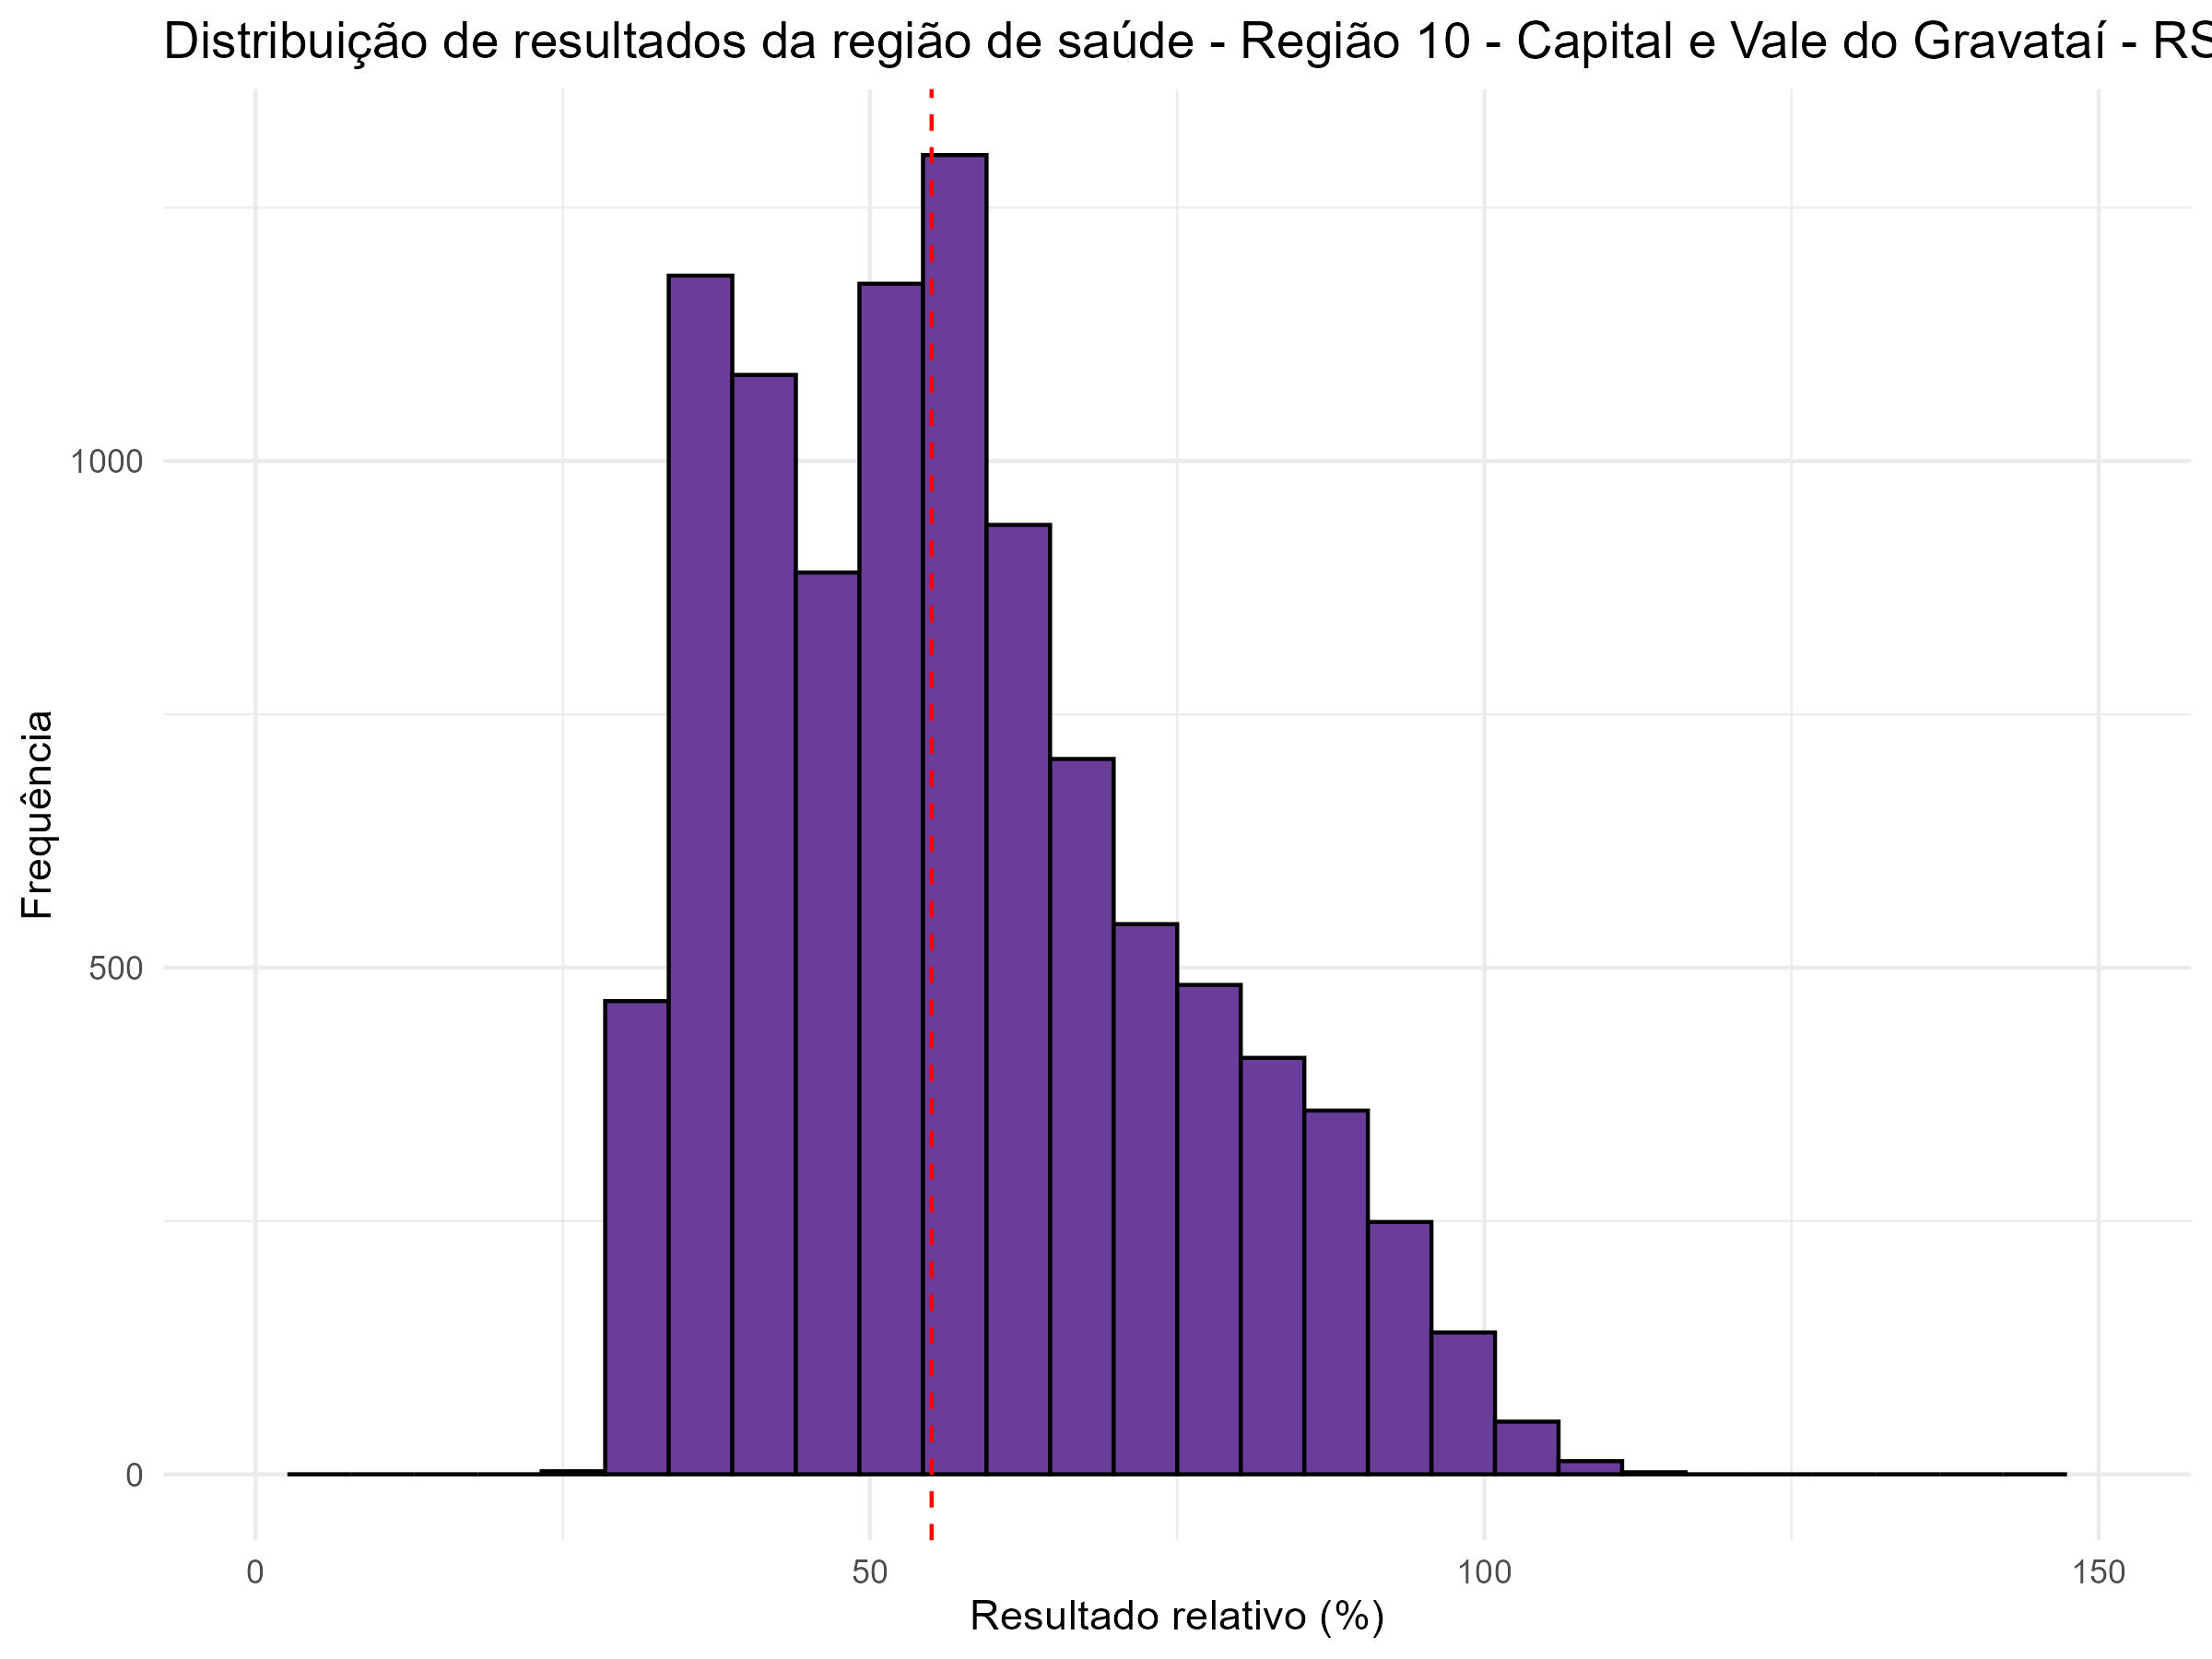 Distribuição de resultados da região de saúde - Região 10 - Capital e Vale do Gravataí - RS
Frequência
1000
500
0
0 50 100 150
Resultado relativo (%)